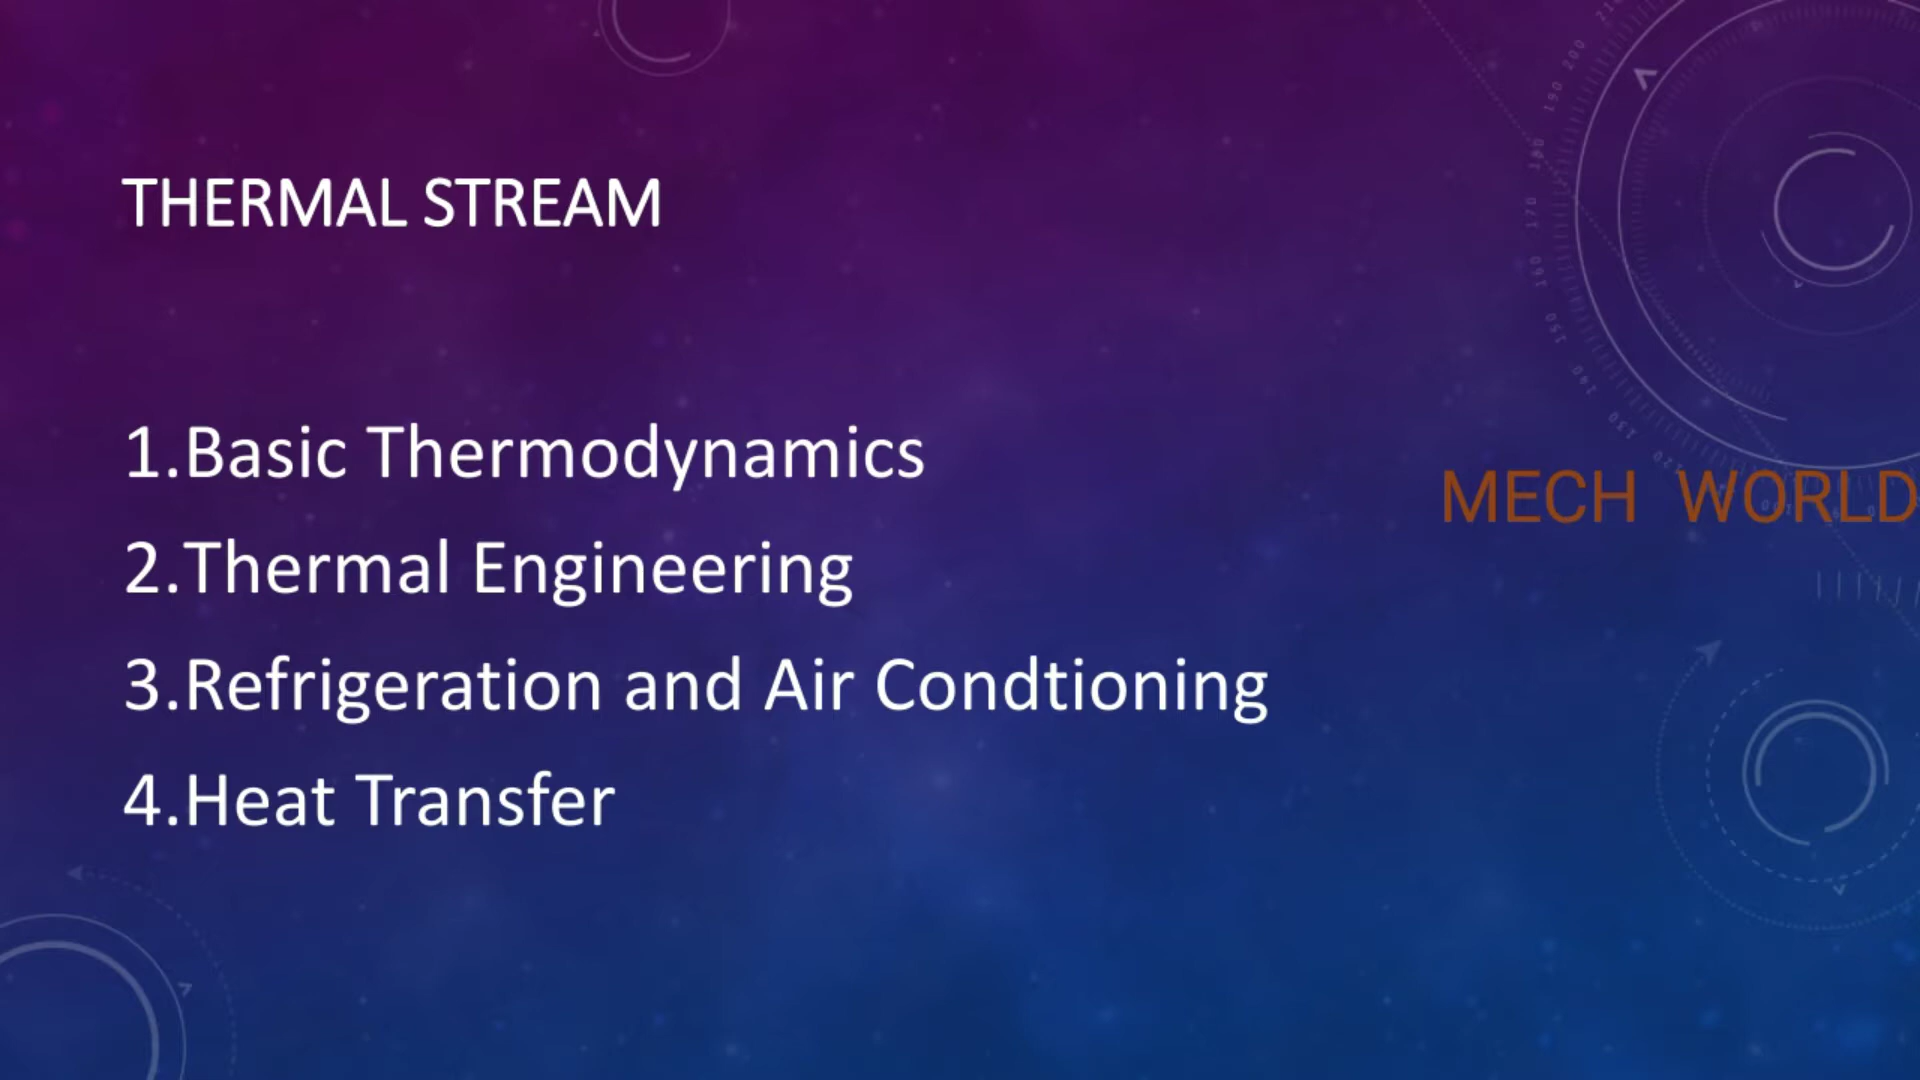 THERMAL STREAM
1.Basic Thermodynamics
MECH WORLD
2.Thermal Engineering
3.Refrigeration and Air Condtioning
4.Heat Transfer